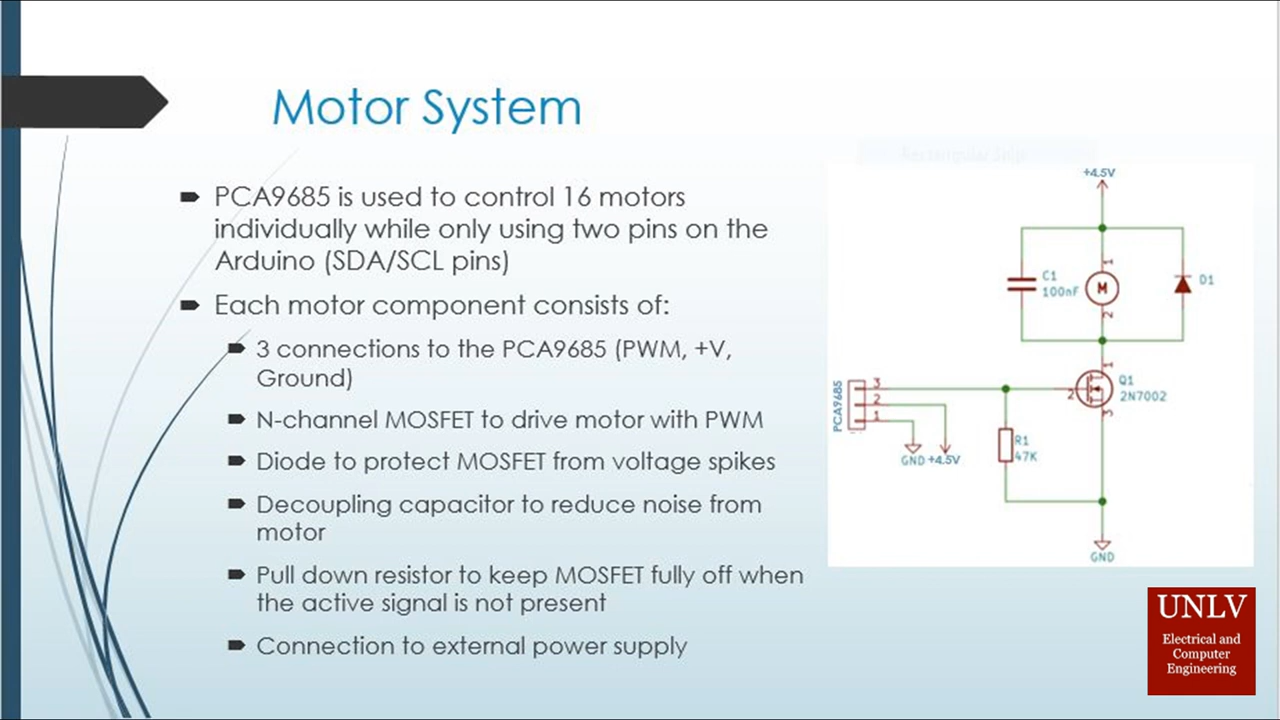 Motor System
PCA9685 is used to control 16 motors
individually while only using two pins on the
Arduino (SDA/SCL pins)
Each motor component consists of:
3 connections to the PCA9685 (PWM, +V,
Ground)
N-channel MOSFET to drive motor with PWM
Diode to protect MOSFET from voltage spikes
Decoupling capacitor to reduce noise from
motor
Pull down resistor to keep MOSFET fully off when
the active signal is not present
Connection to external power supply
Rectangular Snip
+4.5V
C1
100nF
1
M
2
D1
PCA9685
3
2
1
GND
+4.5V
R1
47K
1
2
3
Q1
2N7002
GND
UNLV
Electrical and
Computer
Engineering